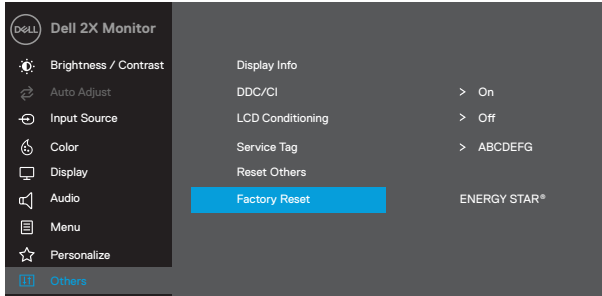 DELL Dell 2X Monitor
Brightness / Contrast
Auto Adjust
Input Source
Color
Display
Audio
Menu
Personalize
Others
Display Info
DDC/CI > On
LCD Conditioning > Off
Service Tag > ABCDEFG
Reset Others
Factory Reset ENERGY STAR®